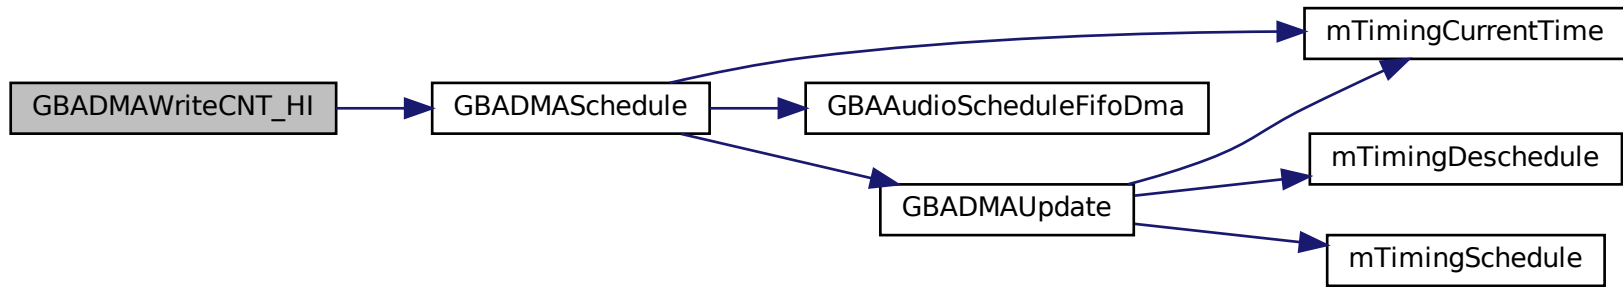 GBADMAWriteCNT_HI
GBADMASchedule
mTimingCurrentTime
GBAAudioScheduleFifoDma
GBADMAUpdate
mTimingDeschedule
mTimingSchedule